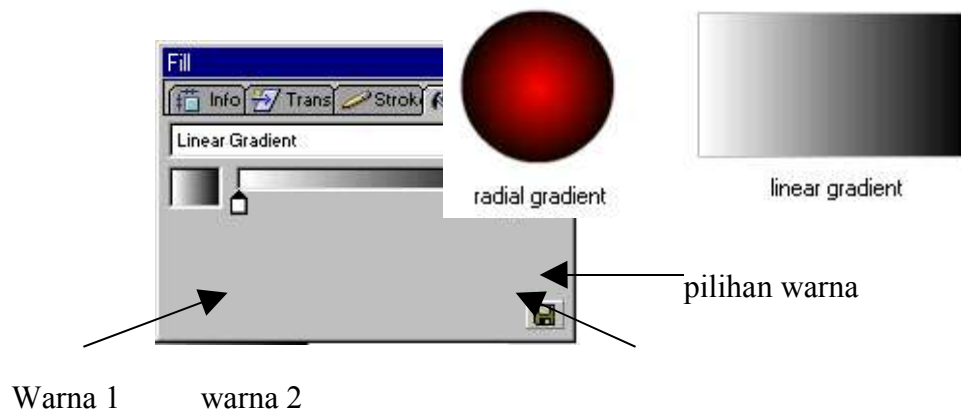 Fill
Info Trans Strok
Linear Gradient
radial gradient
linear gradient
pilihan warna
Warna 1 warna 2